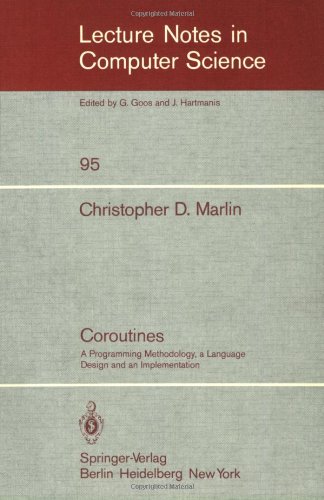 Lecture Notes in
Computer Science
Edited by G. Goos and J. Hartmanis
95
Christopher D. Marlin
Coroutines
A Programming Methodology, a Language
Design and an Implementation
Springer-Verlag
Berlin Heidelberg New York